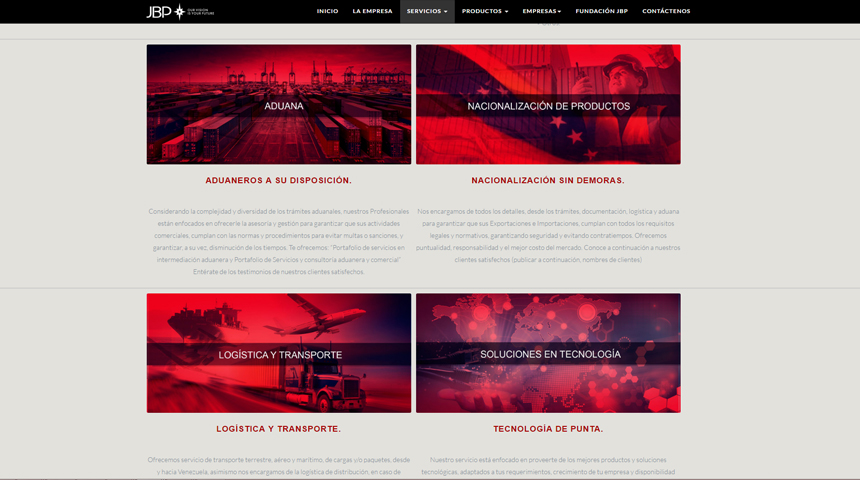 JBP OUR VISION
IS YOUR FUTURE
INICIO LA EMPRESA SERVICIOS PRODUCTOS EMPRESAS FUNDACIÓN JBP CONTÁCTENOS
ADUANA
NACIONALIZACIÓN DE PRODUCTOS
ADUANEROS A SU DISPOSICIÓN.
Considerando la complejidad y diversidad de los trámites aduanales, nuestros Profesionales
están enfocados en ofrecerle la asesoría y gestión para garantizar que sus actividades
comerciales, cumplan con las normas y procedimientos para evitar multas o sanciones, y
garantizar, a su vez, disminución de los tiempos. Te ofrecemos: "Portafolio de servicios en
intermediación aduanera y Portafolio de Servicios y consultoría aduanera y comercial"
Enterate de los testimonios de nuestros clientes satisfechos.
NACIONALIZACIÓN SIN DEMORAS.
Nos encargamos de todos los detalles, desde los trámites, documentación, logística y aduana
para garantizar que sus Exportaciones e Importaciones, cumplan con todos los requisitos
legales y normativos, garantizando seguridad y evitando contratiempos. Ofrecemos
puntualidad, responsabilidad y el mejor costo del mercado. Conoce a continuación a nuestros
clientes satisfechos (publicar a continuación, nombres de clientes)
LOGÍSTICA Y TRANSPORTE
SOLUCIONES EN TECNOLOGÍA
LOGÍSTICA Y TRANSPORTE.
Ofrecemos servicio de transporte terrestre, aéreo y marítimo, de cargas y/o paquetes, desde
y hacia Venezuela, asimismo nos encargamos de la logística de distribución, en caso de
TECNOLOGÍA DE PUNTA.
Nuestro servicio está enfocado en proveerte de los mejores productos y soluciones
tecnológicas, adaptados a tus requerimientos, crecimiento de tu empresa y disponibilidad